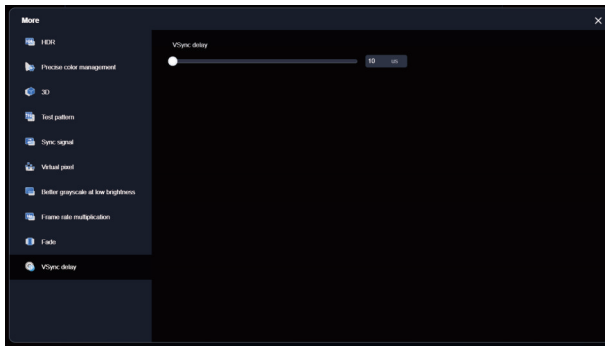 More
HDR
Precise color management
3D
Test pattern
Sync signal
Virtual pixel
Better grayscale at low brightness
Frame rate multiplication
Fade
VSync delay
VSync delay
10 us